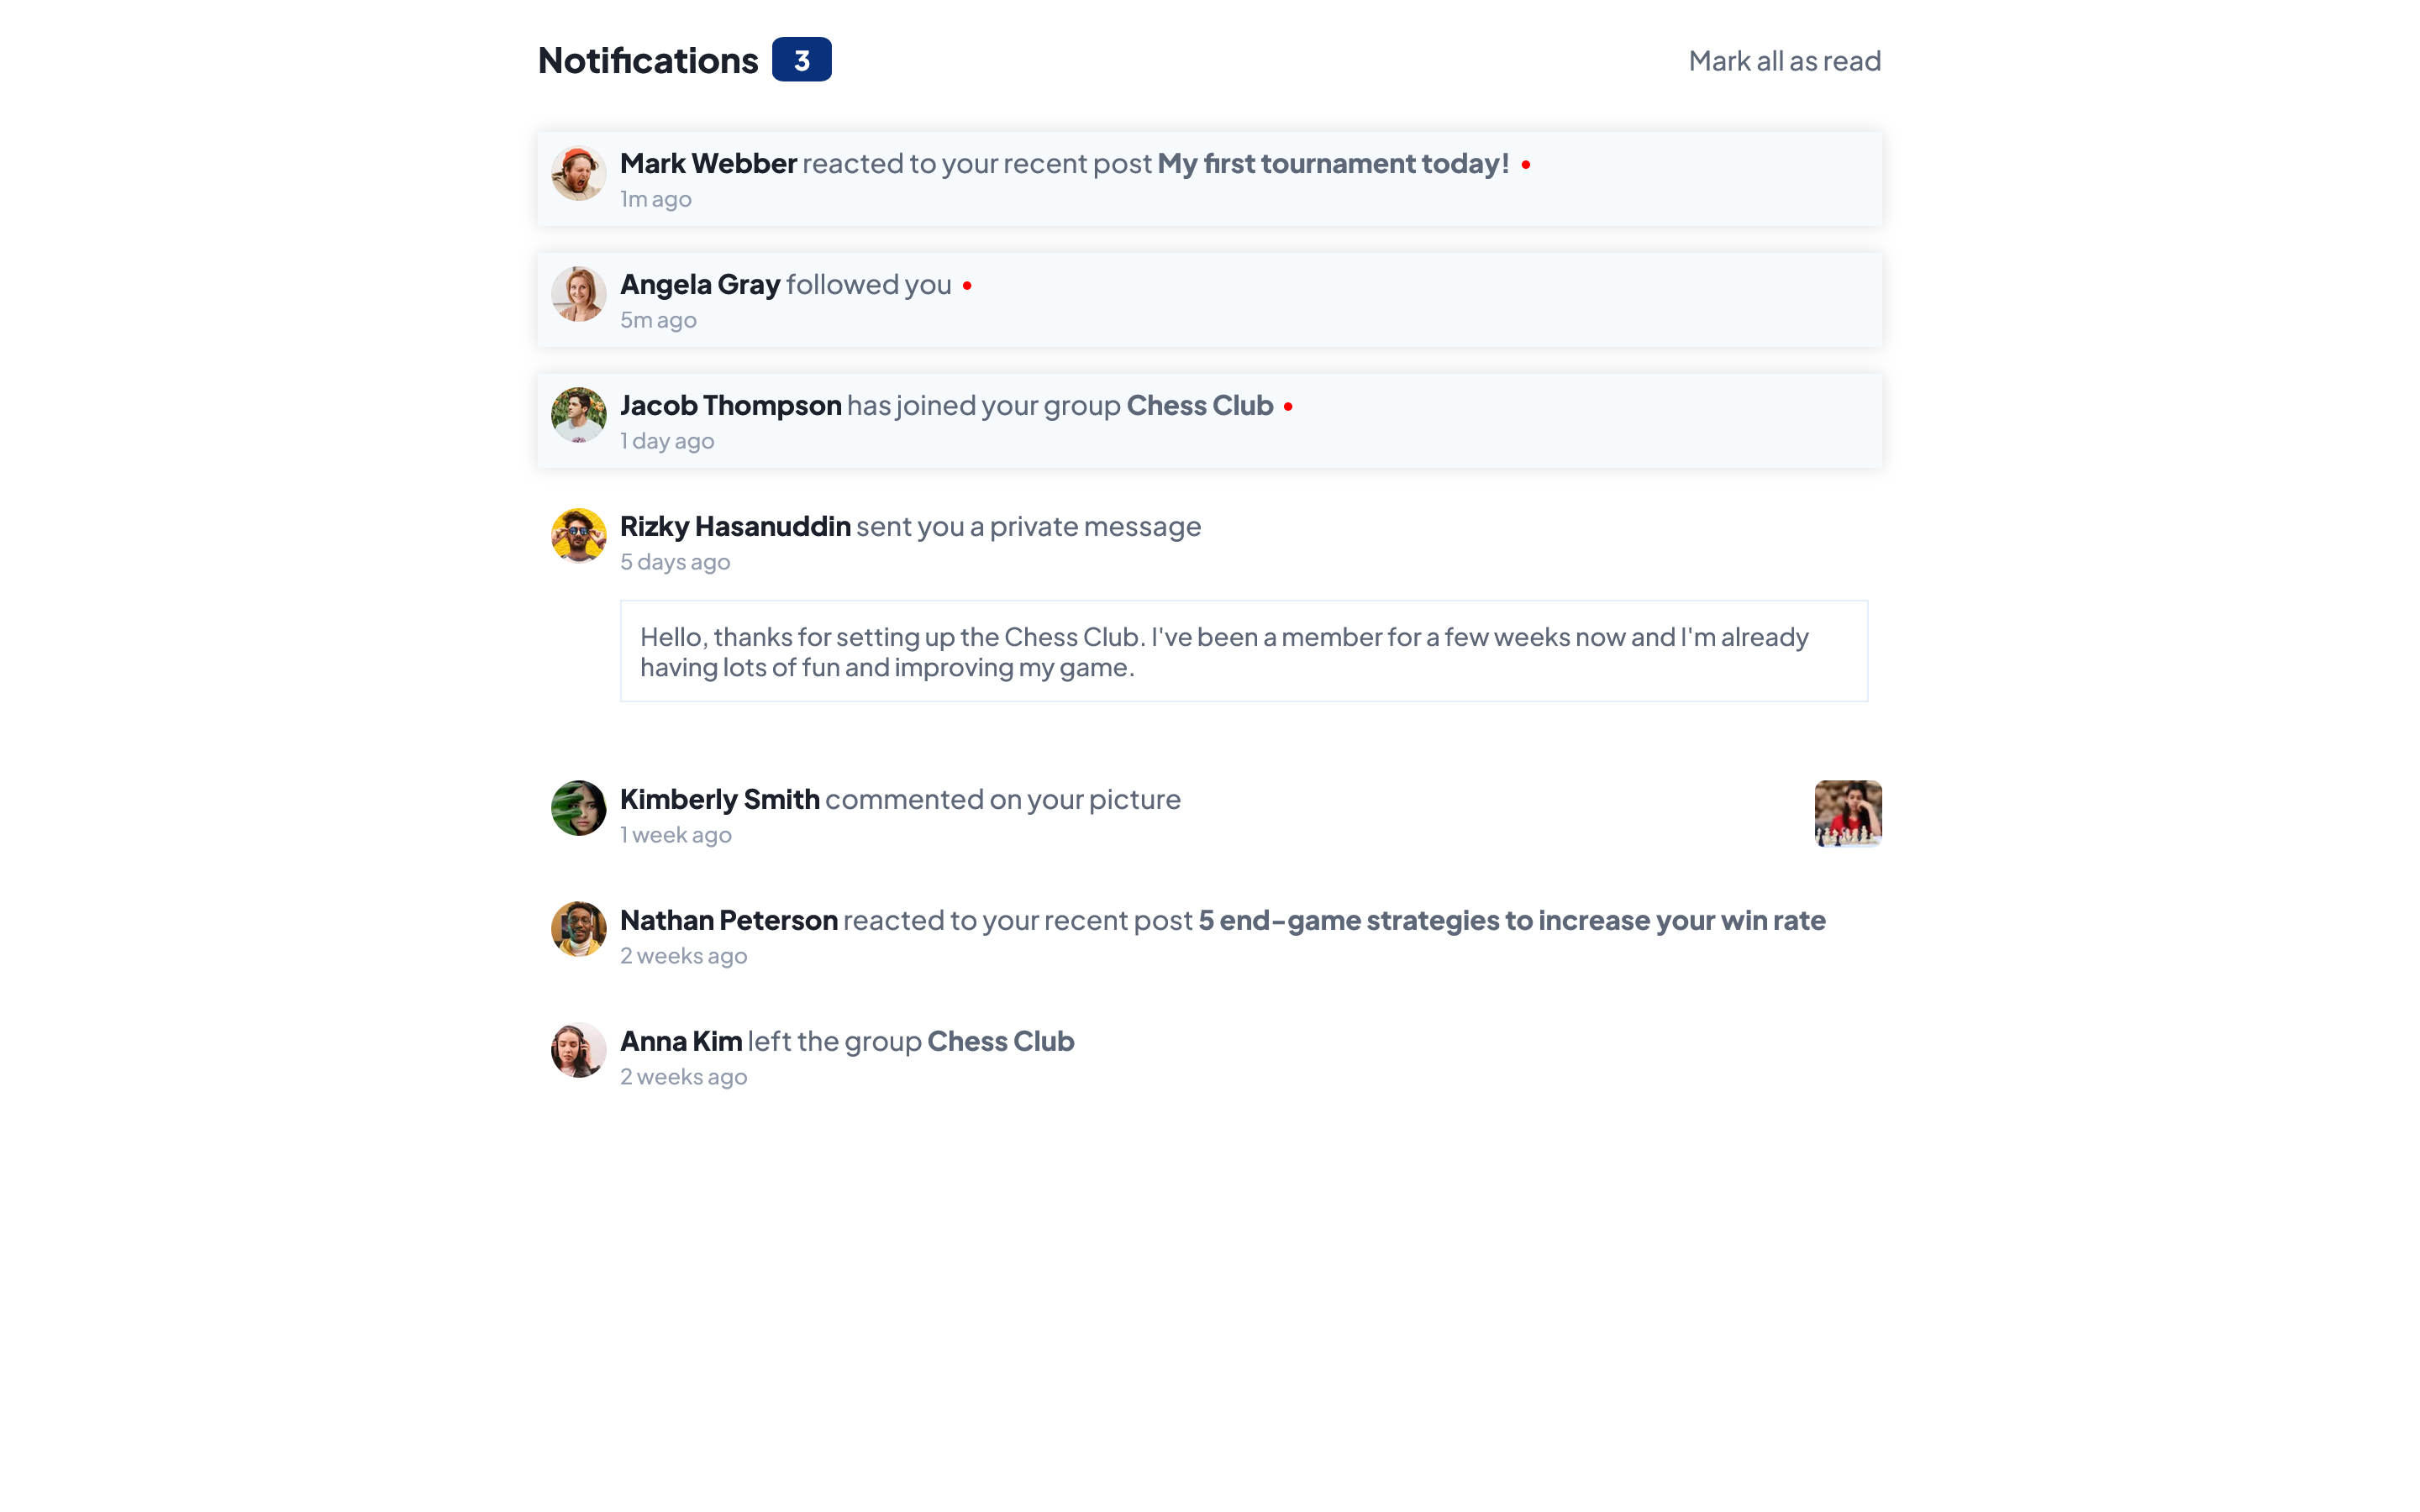 Notifications 3
Mark all as read
Mark Webber reacted to your recent post My first tournament today!
1m ago
Angela Gray followed you
5m ago
Jacob Thompson has joined your group Chess Club
1 day ago
Rizky Hasanuddin sent you a private message
5 days ago
Hello, thanks for setting up the Chess Club. I've been a member for a few weeks now and I'm already
having lots of fun and improving my game.
Kimberly Smith commented on your picture
1 week ago
Nathan Peterson reacted to your recent post 5 end-game strategies to increase your win rate
2 weeks ago
Anna Kim left the group Chess Club
2 weeks ago